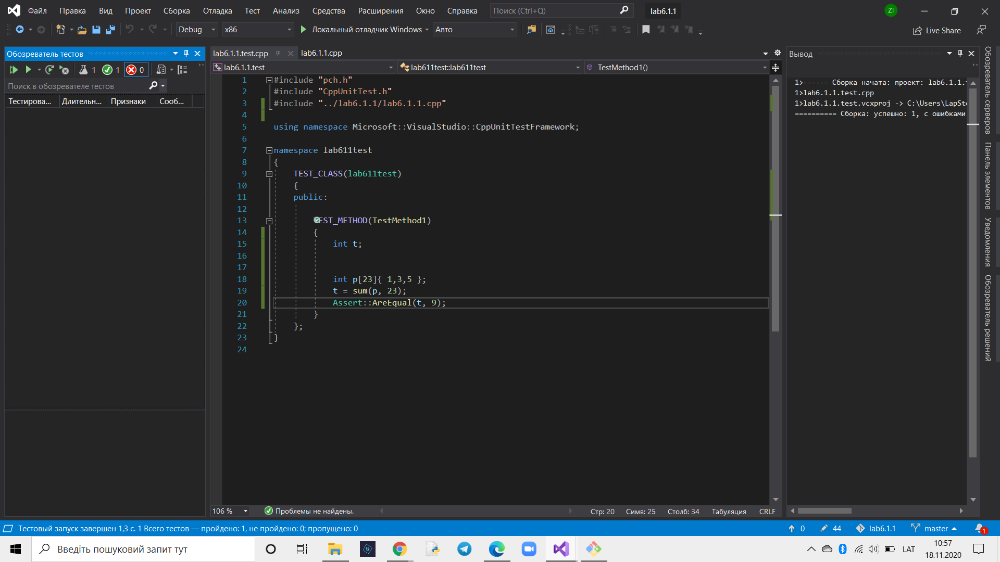 Файл Правка Вид Проект Сборка Отладка Тест Анализ Средства Расширения Окно Справка Поиск (Ctrl+Q) lab6.1.1 ZI
Debug x86 Локальный отладчик Windows Авто Live Share
Обозреватель тестов
1 1 0
Поиск в обозревателе тестов
Тестирова... Длительн... Признаки Сооб...
lab6.1.1.test.cpp lab6.1.1.cpp
lab6.1.1.test lab611test::lab611test TestMethod1()
1 #include "pch.h"
2 #include "CppUnitTest.h"
3 #include "../lab6.1.1/lab6.1.1.cpp"
4
5 using namespace Microsoft::VisualStudio::CppUnitTestFramework;
6
7 namespace lab611test
8 {
9 TEST_CLASS(lab611test)
10 {
11 public:
12
13 TEST_METHOD(TestMethod1)
14 {
15 int t;
16
17
18 int p[23]{ 1,3,5 };
19 t = sum(p, 23);
20 Assert::AreEqual(t, 9);
21 }
22 };
23 }
24
106 % Проблемы не найдены. Стр: 20 Симв: 25 Столб: 34 Табуляция CRLF
Вывод
1>------ Сборка начата: проект: lab6.1.1.
1>lab6.1.1.test.cpp
1>lab6.1.1.test.vcxproj -> C:\Users\LapSt
========== Сборка: успешно: 1, с ошибками
Обозреватель серверов
Панель элементов
Уведомления
Обозреватель решений
Тестовый запуск завершен 1,3 с. 1 Всего тестов — пройдено: 1, не пройдено: 0; пропущено: 0 0 44 lab6.1.1 master 1
Введіть пошуковий запит тут LAT 10:57
18.11.2020